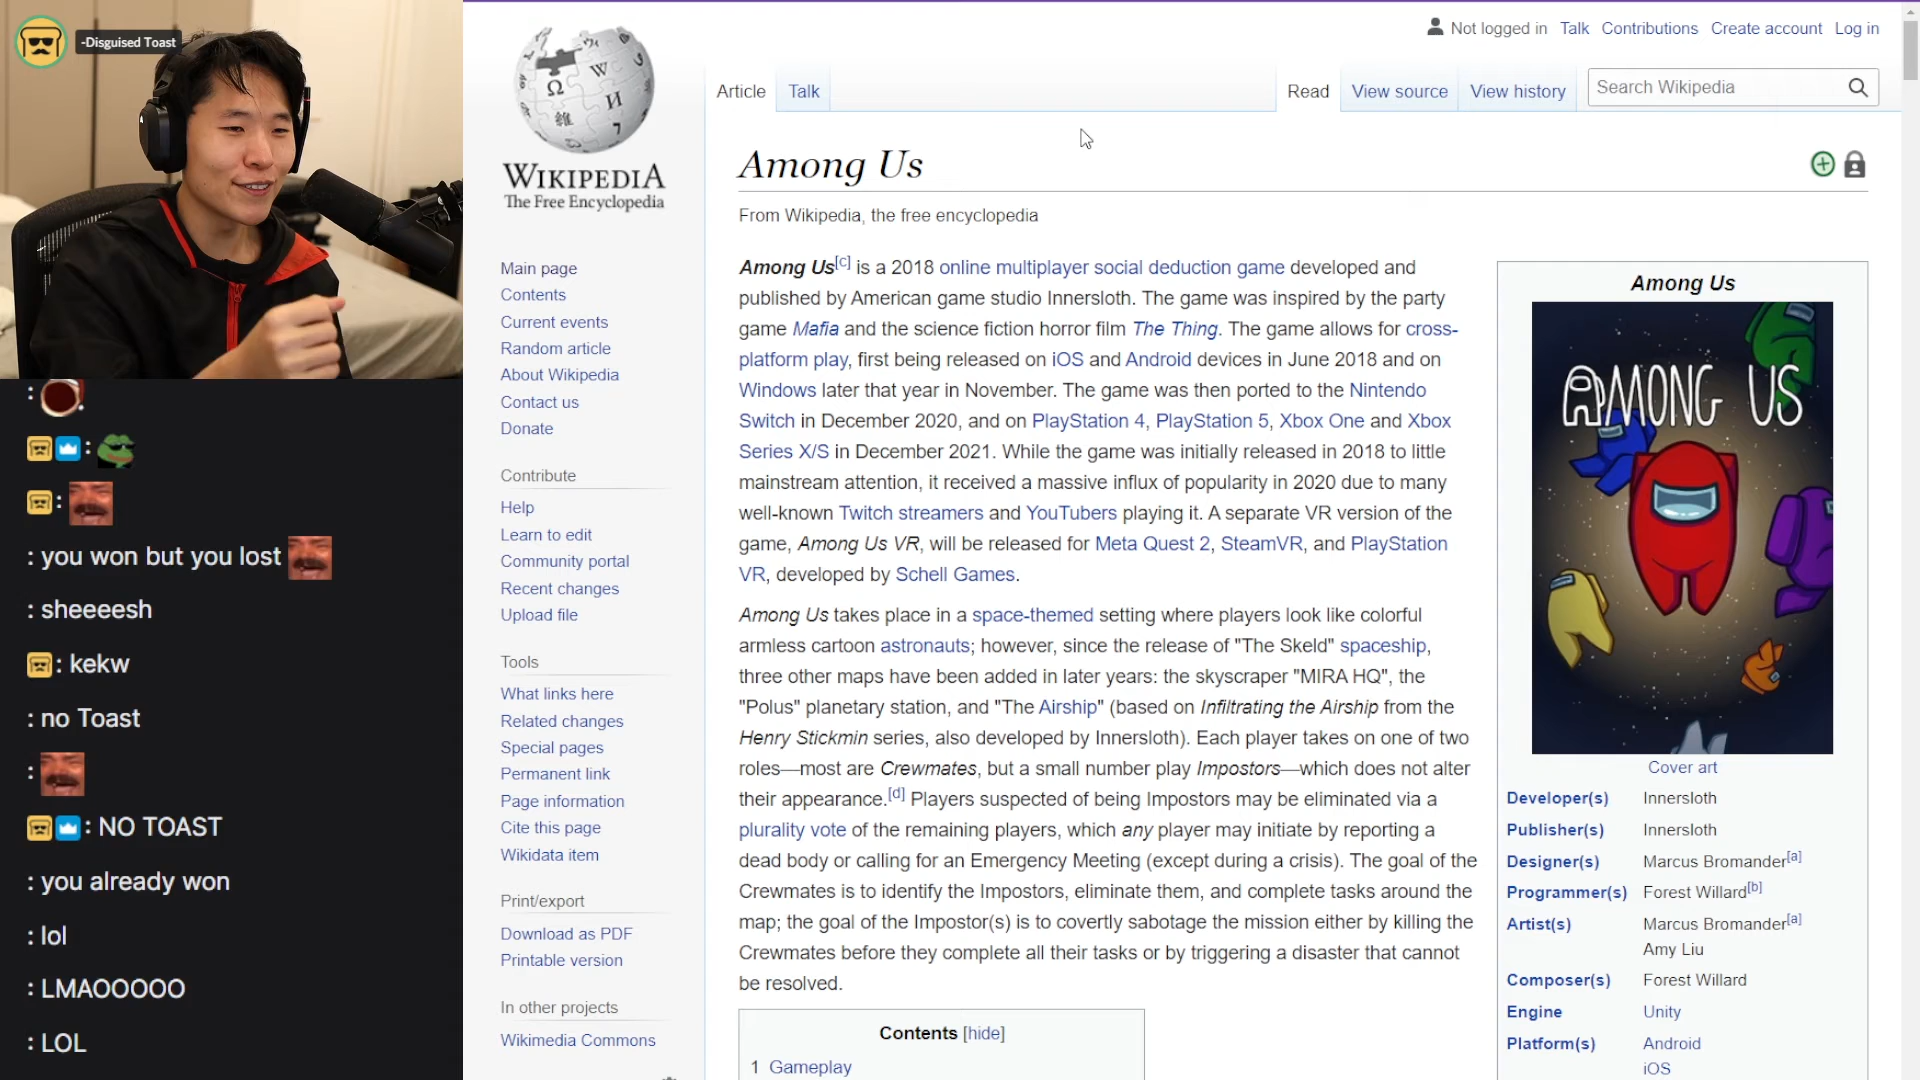 -Disguised Toast
: you won but you lost
: sheeeesh
: kekw
: no Toast
: NO TOAST
: you already won
: lol
: LMAOOOOO
: LOL
WIKIPEDIA
The Free Encyclopedia
Main page
Contents
Current events
Random article
About Wikipedia
Contact us
Donate
Contribute
Help
Learn to edit
Community portal
Recent changes
Upload file
Tools
What links here
Related changes
Special pages
Permanent link
Page information
Cite this page
Wikidata item
Print/export
Download as PDF
Printable version
In other projects
Wikimedia Commons
Not logged in Talk Contributions Create account Log in
Article Talk Read View source View history Search Wikipedia
Among Us
From Wikipedia, the free encyclopedia
Among Us[c] is a 2018 online multiplayer social deduction game developed and
published by American game studio Innersloth. The game was inspired by the party
game Mafia and the science fiction horror film The Thing. The game allows for cross-
platform play, first being released on iOS and Android devices in June 2018 and on
Windows later that year in November. The game was then ported to the Nintendo
Switch in December 2020, and on PlayStation 4, PlayStation 5, Xbox One and Xbox
Series X/S in December 2021. While the game was initially released in 2018 to little
mainstream attention, it received a massive influx of popularity in 2020 due to many
well-known Twitch streamers and YouTubers playing it. A separate VR version of the
game, Among Us VR, will be released for Meta Quest 2, SteamVR, and PlayStation
VR, developed by Schell Games.
Among Us takes place in a space-themed setting where players look like colorful
armless cartoon astronauts; however, since the release of "The Skeld" spaceship,
three other maps have been added in later years: the skyscraper "MIRA HQ", the
"Polus" planetary station, and "The Airship" (based on Infiltrating the Airship from the
Henry Stickmin series, also developed by Innersloth). Each player takes on one of two
roles—most are Crewmates, but a small number play Impostors—which does not alter
their appearance.[d] Players suspected of being Impostors may be eliminated via a
plurality vote of the remaining players, which any player may initiate by reporting a
dead body or calling for an Emergency Meeting (except during a crisis). The goal of the
Crewmates is to identify the Impostors, eliminate them, and complete tasks around the
map; the goal of the Impostor(s) is to covertly sabotage the mission either by killing the
Crewmates before they complete all their tasks or by triggering a disaster that cannot
be resolved.
Contents [hide]
1 Gameplay
Among Us
AMONG US
Cover art
Developer(s) Innersloth
Publisher(s) Innersloth
Designer(s) Marcus Bromander[a]
Programmer(s) Forest Willard[b]
Artist(s) Marcus Bromander[a]
Amy Liu
Composer(s) Forest Willard
Engine Unity
Platform(s) Android
iOS